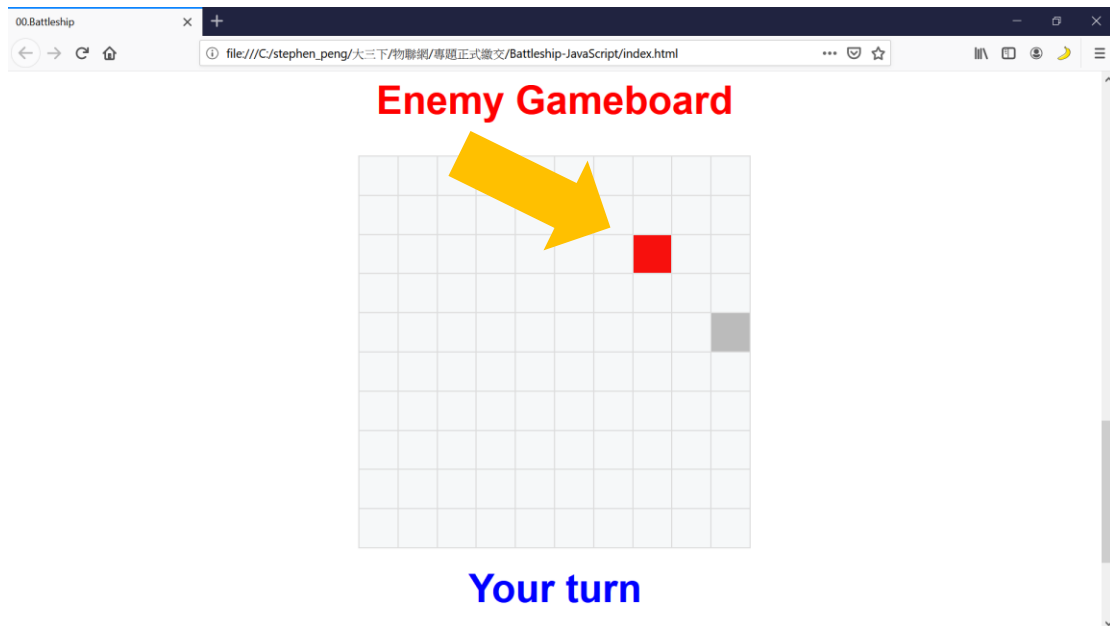 00.Battleship
file:///C:/stephen_peng/大三下/物聯網/專題正式繳交/Battleship-JavaScript/index.html
Enemy Gameboard
Your turn